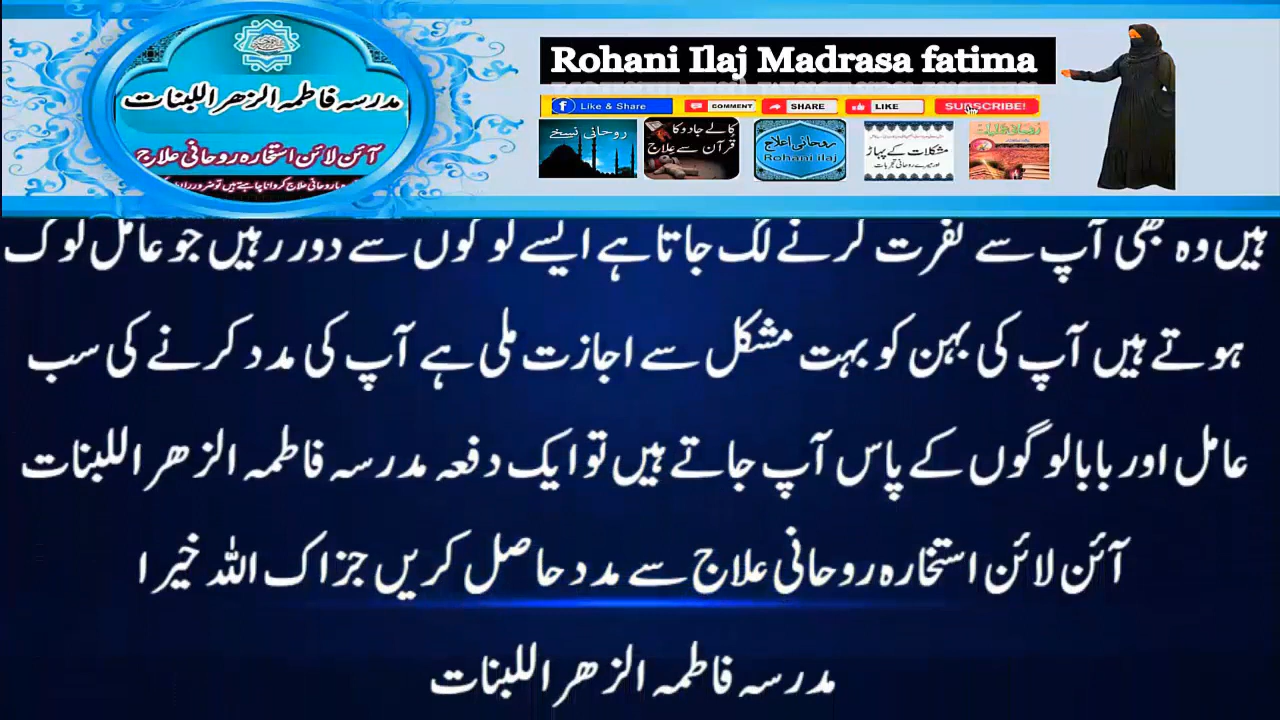 مدرسہ فاطمہ الزھراللبنات
آئن لائن استخارہ روحانی علاج
Rohani Ilaj Madrasa fatima
Like & Share COMMENT SHARE LIKE SUBSCRIBE!
روحانی نسخے
کالے جادو کا
قرآن سے علاج
روحانی علاج
Rohani ilaj
مشکلات کے پہاڑ
ہیں وہ بھی آپ سے نفرت کرنے لگ جاتا ہے ایسے لوگوں سے دور رہیں جو عامل لوگ
ہوتے ہیں آپ کی بہن کو بہت مشکل سے اجازت ملی ہے آپ کی مدد کرنے کی سب
عامل اور بابا لوگوں کے پاس آپ جاتے ہیں تو ایک دفعہ مدرسہ فاطمہ الزھر اللبنات
آئن لائن استخارہ روحانی علاج سے مدد حاصل کریں جزاک اللہ خیرا
مدرسہ فاطمہ الزھر اللبنات